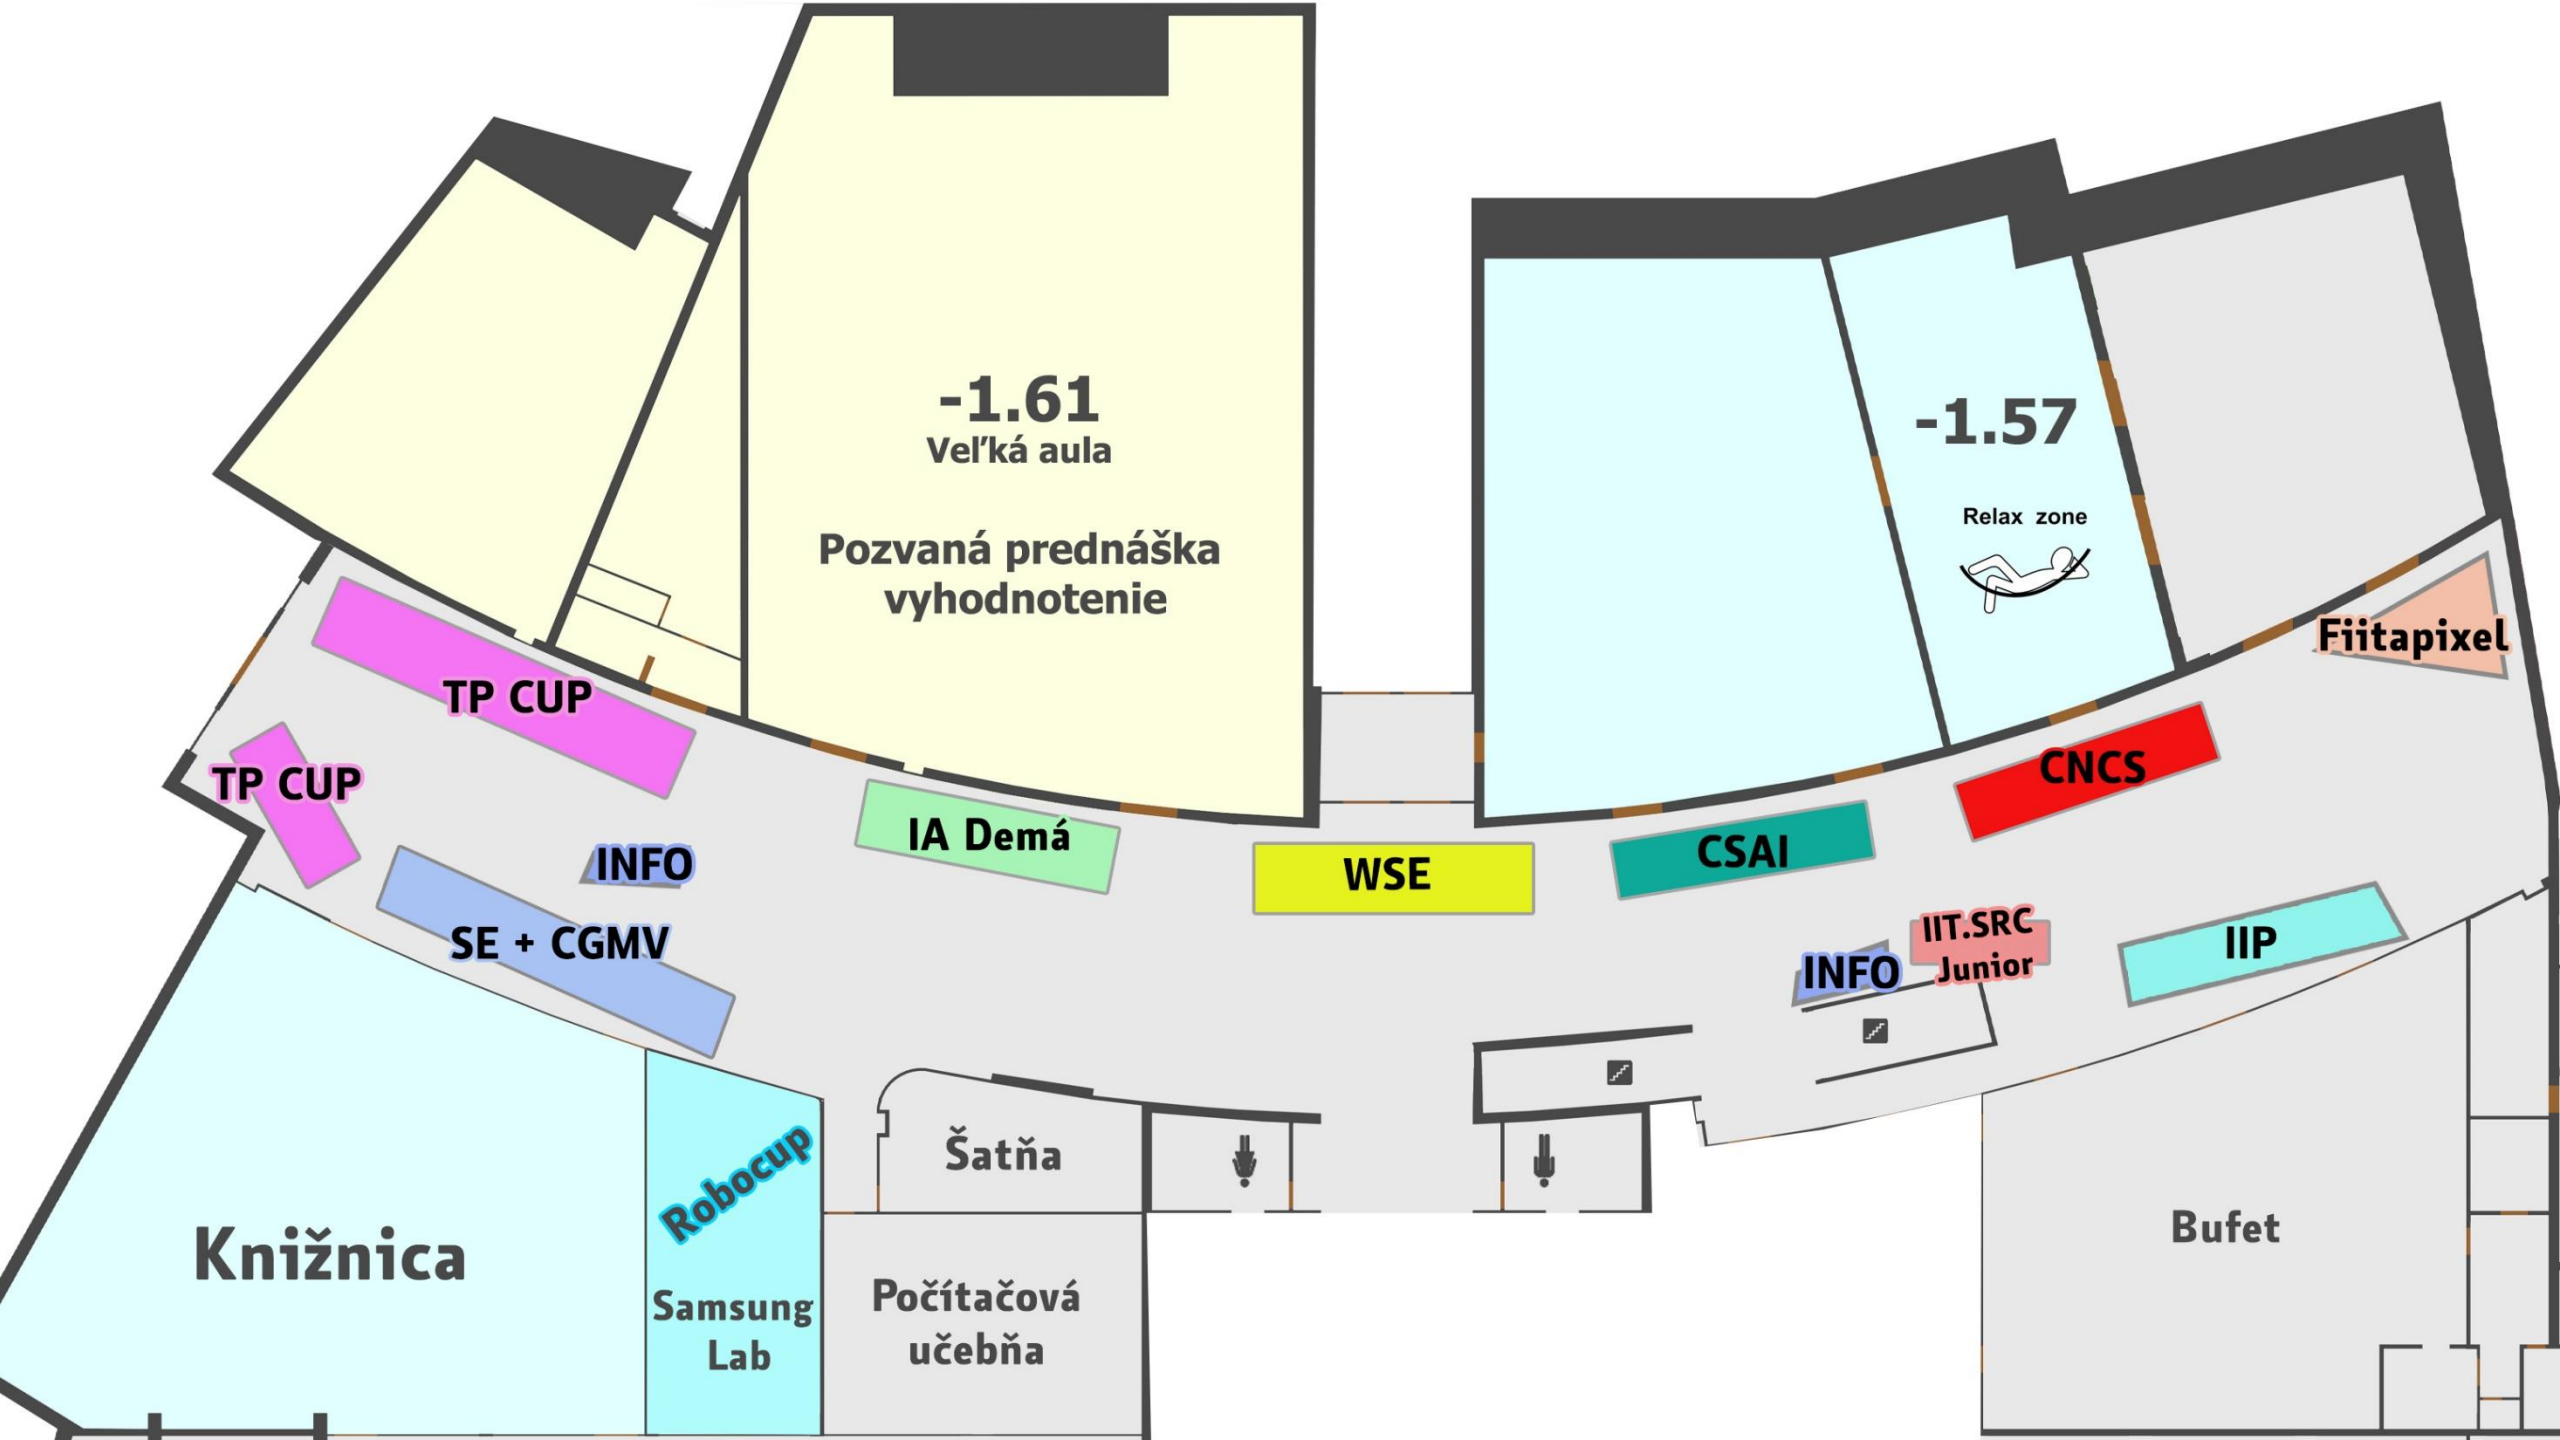 -1.61
Veľká aula
Pozvaná prednáška
vyhodnotenie
-1.57
Relax zone
Fiitapixel
TP CUP
TP CUP
CNCS
IA Demá
CSAI
WSE
INFO
SE + CGMV
IIT.SRC
Junior
INFO
IIP
Robocup
Šatňa
Knižnica
Samsung
Lab
Počítačová
učebňa
Bufet